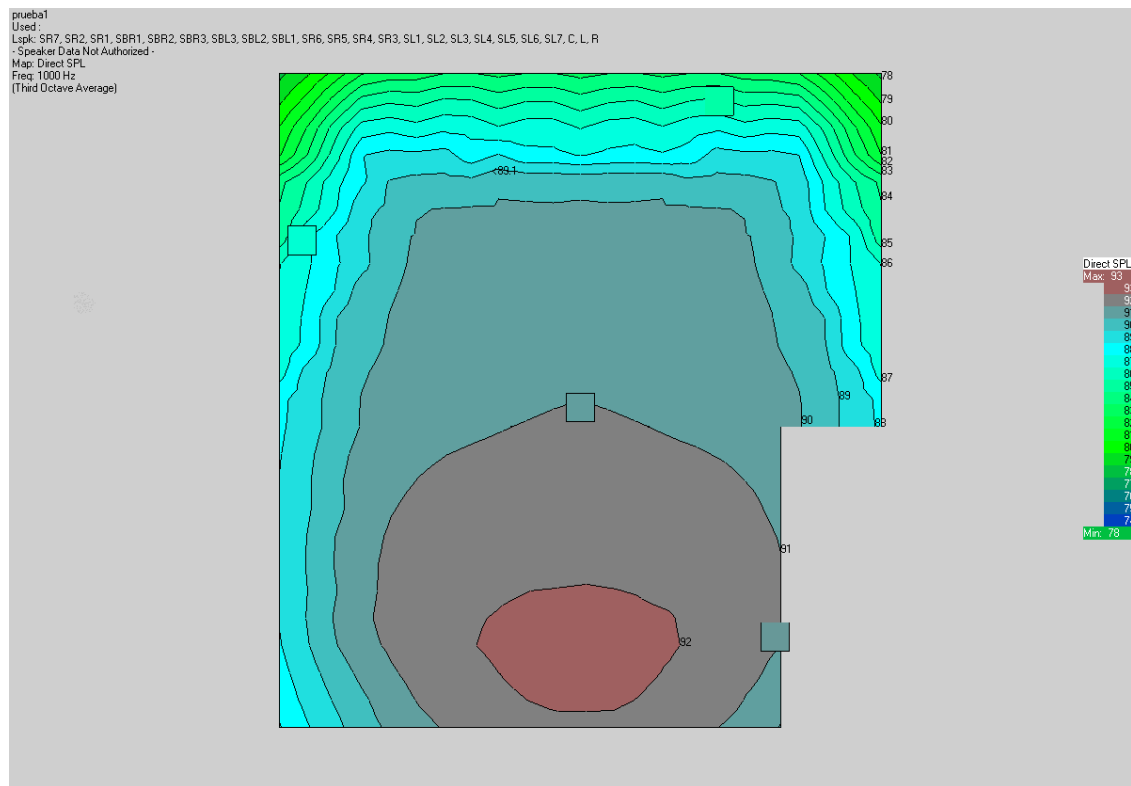 prueba1
Used :
Lspk: SR7, SR2, SR1, SBR1, SBR2, SBR3, SBL3, SBL2, SBL1, SR6, SR5, SR4, SR3, SL1, SL2, SL3, SL4, SL5, SL6, SL7, C, L, R
- Speaker Data Not Authorized -
Map: Direct SPL
Freq: 1000 Hz
(Third Octave Average)
78
79
80
81
82
83
89.1
84
85
86
87
89
90
88
91
92
Direct SPL
Max: 93
Min: 78